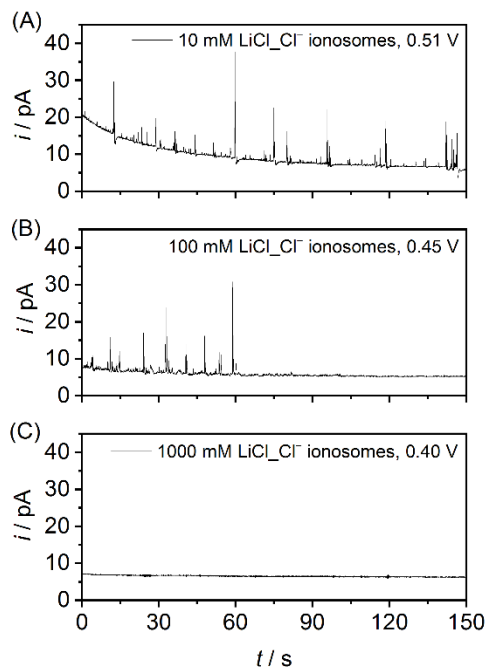 (A)
10 mM LiCl_Cl⁻ ionosomes, 0.51 V
i / pA
40
30
20
10
0
(B)
100 mM LiCl_Cl⁻ ionosomes, 0.45 V
i / pA
40
30
20
10
0
(C)
1000 mM LiCl_Cl⁻ ionosomes, 0.40 V
i / pA
40
30
20
10
0
0 30 60 90 120 150
t / s